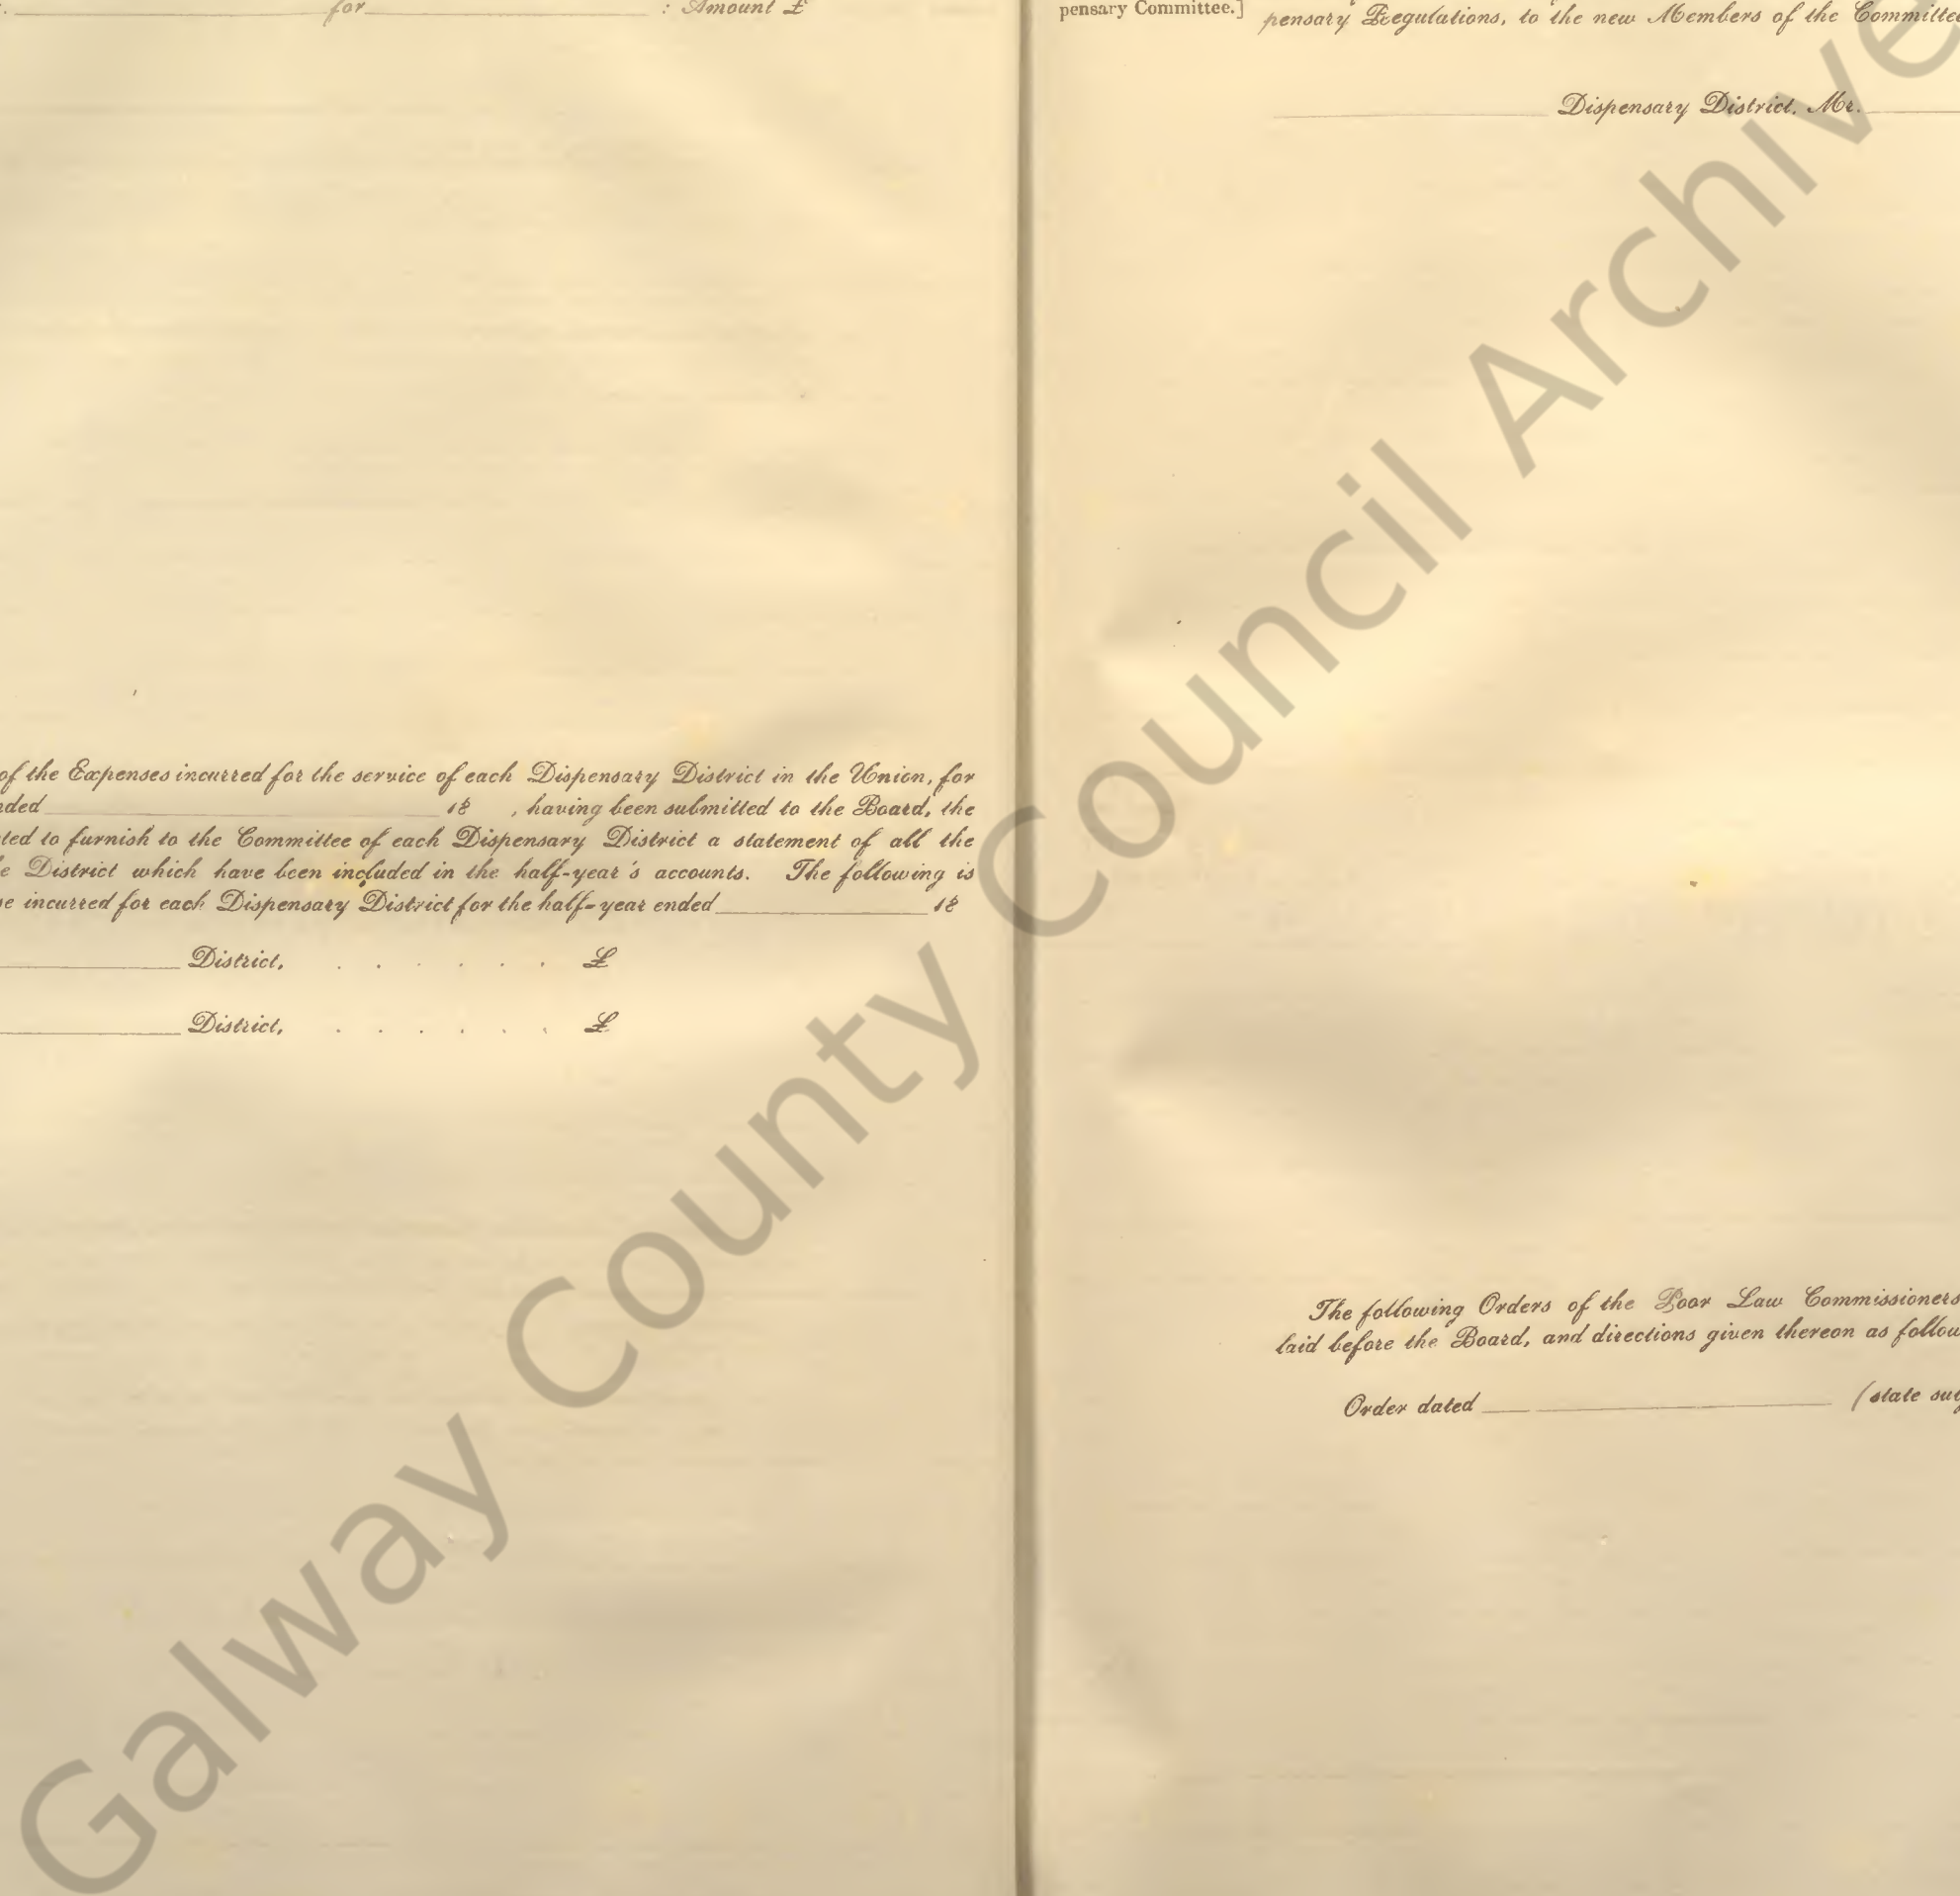 for : Amount £
of the Expenses incurred for the service of each Dispensary District in the Union, for
nded 18 , having been submitted to the Board, the
ted to furnish to the Committee of each Dispensary District a statement of all the
e District which have been included in the half-year's accounts. The following is
se incurred for each Dispensary District for the half-year ended 18
District, . . . . . . £
District, . . . . . . £
pensary Committee.]
pensary Regulations, to the new Members of the Committee
Dispensary District, Mr.
The following Orders of the Poor Law Commissioners
laid before the Board, and directions given thereon as follow
Order dated (state sub
Galway County Council Archive